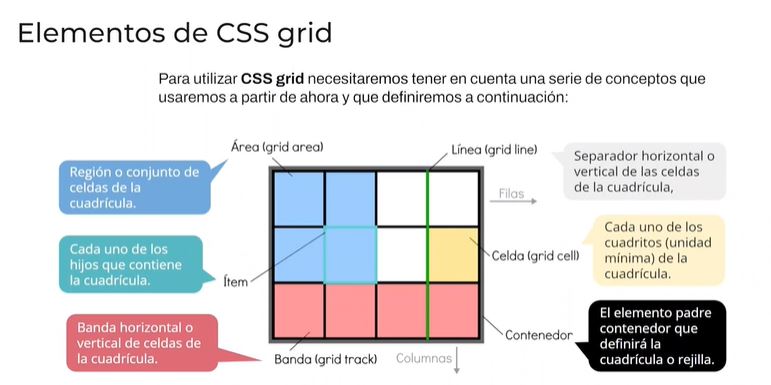 Elementos de CSS grid
Para utilizar CSS grid necesitaremos tener en cuenta una serie de conceptos que
usaremos a partir de ahora y que definiremos a continuación:
Área (grid area)
Línea (grid line)
Región o conjunto de
celdas de la
cuadrícula.
Separador horizontal o
vertical de las celdas
de la cuadrícula,
Filas
Cada uno de los
hijos que contiene
la cuadrícula.
Ítem
Celda (grid cell)
Cada uno de los
cuadritos (unidad
mínima) de la
cuadrícula.
Banda horizontal o
vertical de celdas de
la cuadrícula.
Banda (grid track)
Columnas
Contenedor
El elemento padre
contenedor que
definirá la
cuadrícula o rejilla.